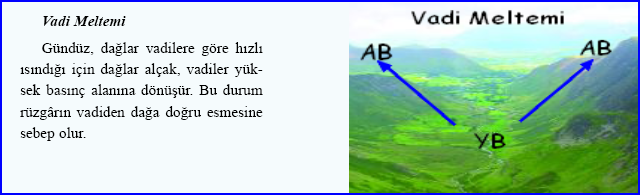 Vadi Meltemi
Gündüz, dağlar vadilere göre hızlı
ısındığı için dağlar alçak, vadiler yük-
sek basınç alanına dönüşür. Bu durum
rüzgârın vadiden dağa doğru esmesine
sebep olur.
Vadi Meltemi
AB
AB
YB